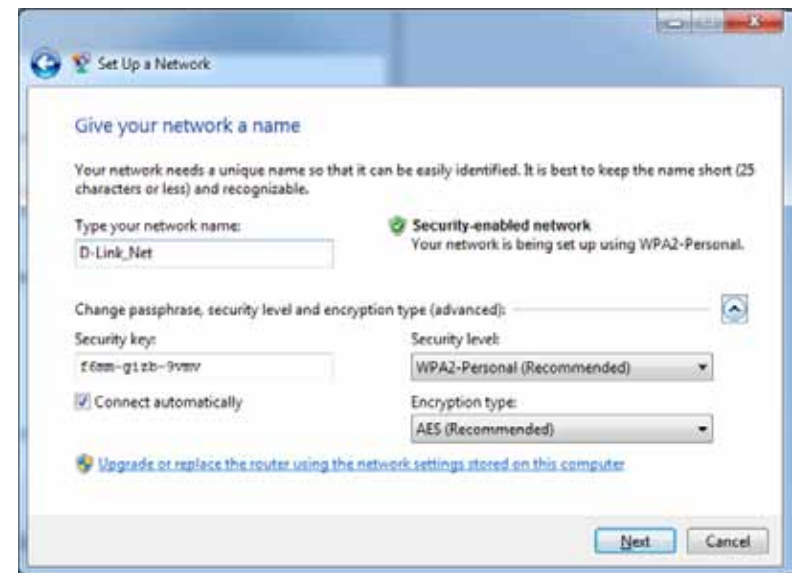 Set Up a Network
Give your network a name
Your network needs a unique name so that it can be easily identified. It is best to keep the name short (25
characters or less) and recognizable.
Type your network name:
D-Link_Net
Security-enabled network
Your network is being set up using WPA2-Personal.
Change passphrase, security level and encryption type (advanced):
Security key:
f6mm-gizb-9vmv
Connect automatically
Security level:
WPA2-Personal (Recommended)
Encryption type:
AES (Recommended)
Upgrade or replace the router using the network settings stored on this computer
Next
Cancel